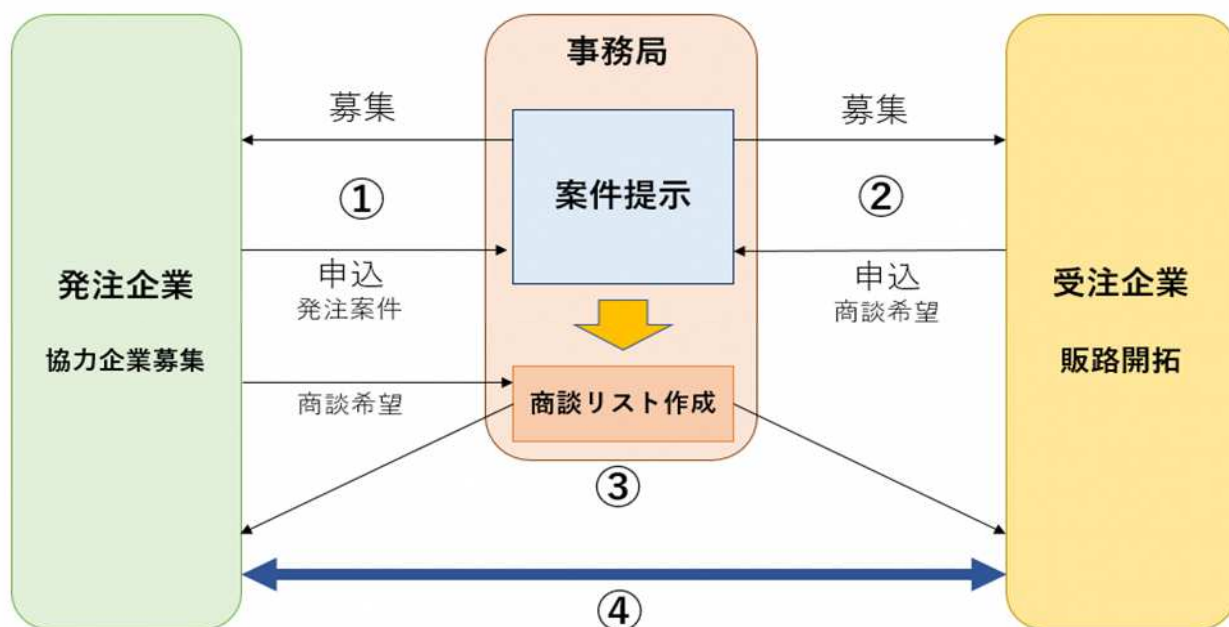 事務局
募集
募集
①
案件提示
②
発注企業
協力企業募集
申込
発注案件
申込
商談希望
受注企業
販路開拓
商談希望
商談リスト作成
③
④